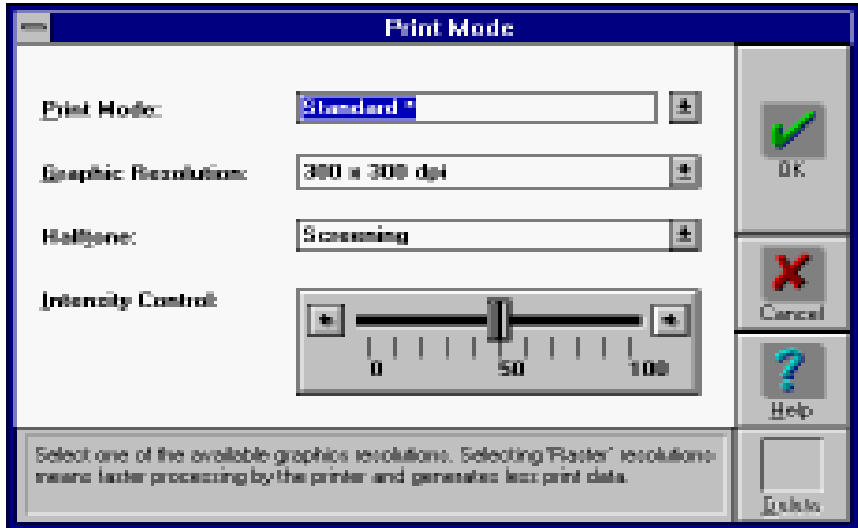 Print Mode
Print Mode:
Standard *
Graphic Resolution:
300 x 300 dpi
Halftone:
Screening
Intensity Control:
0 50 100
OK
Cancel
Help
Delete
Select one of the available graphics resolutions. Selecting 'Raster' resolutions
means faster processing by the printer and generates less print data.